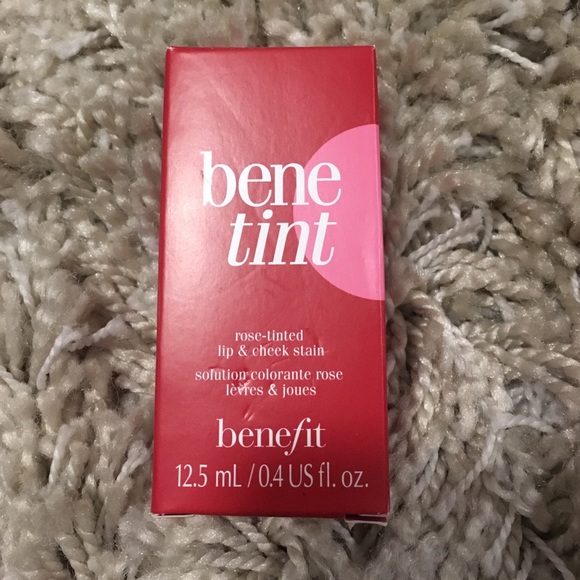 bene
tint
rose-tinted
lip & cheek stain
solution colorante rose
lèvres & joues
benefit
12.5 mL / 0.4 US fl. oz.